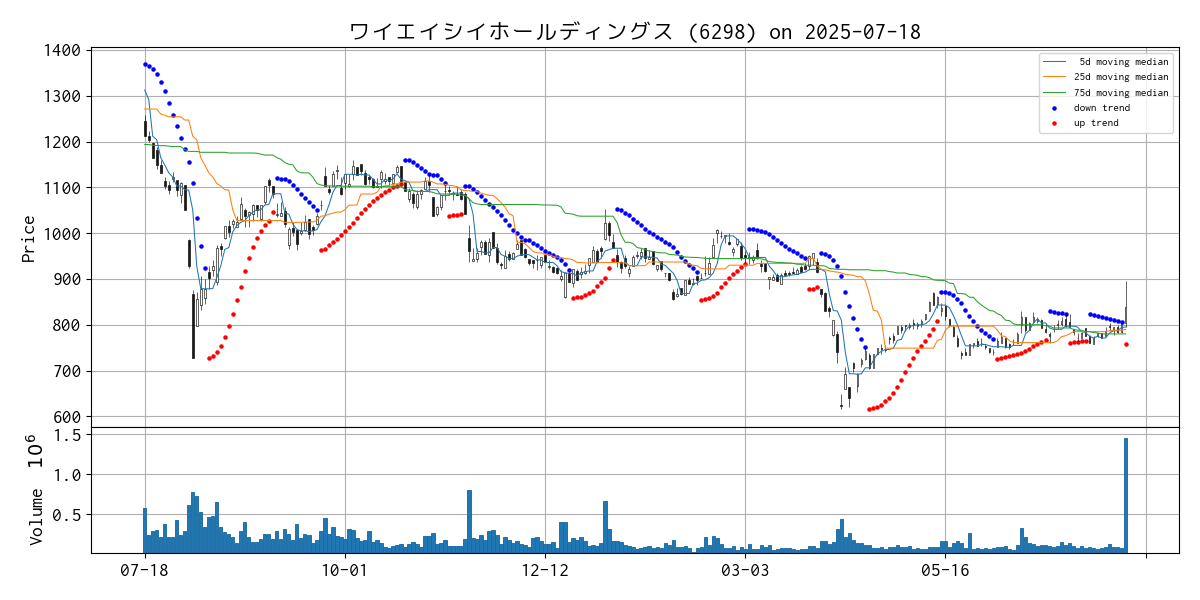 ワイエイシイホールディングス (6298) on 2025-07-18
1400
1300
1200
1100
1000
900
800
700
600
Price
5d moving median
25d moving median
75d moving median
down trend
up trend
1.5
1.0
0.5
Volume 10^6
07-18
10-01
12-12
03-03
05-16